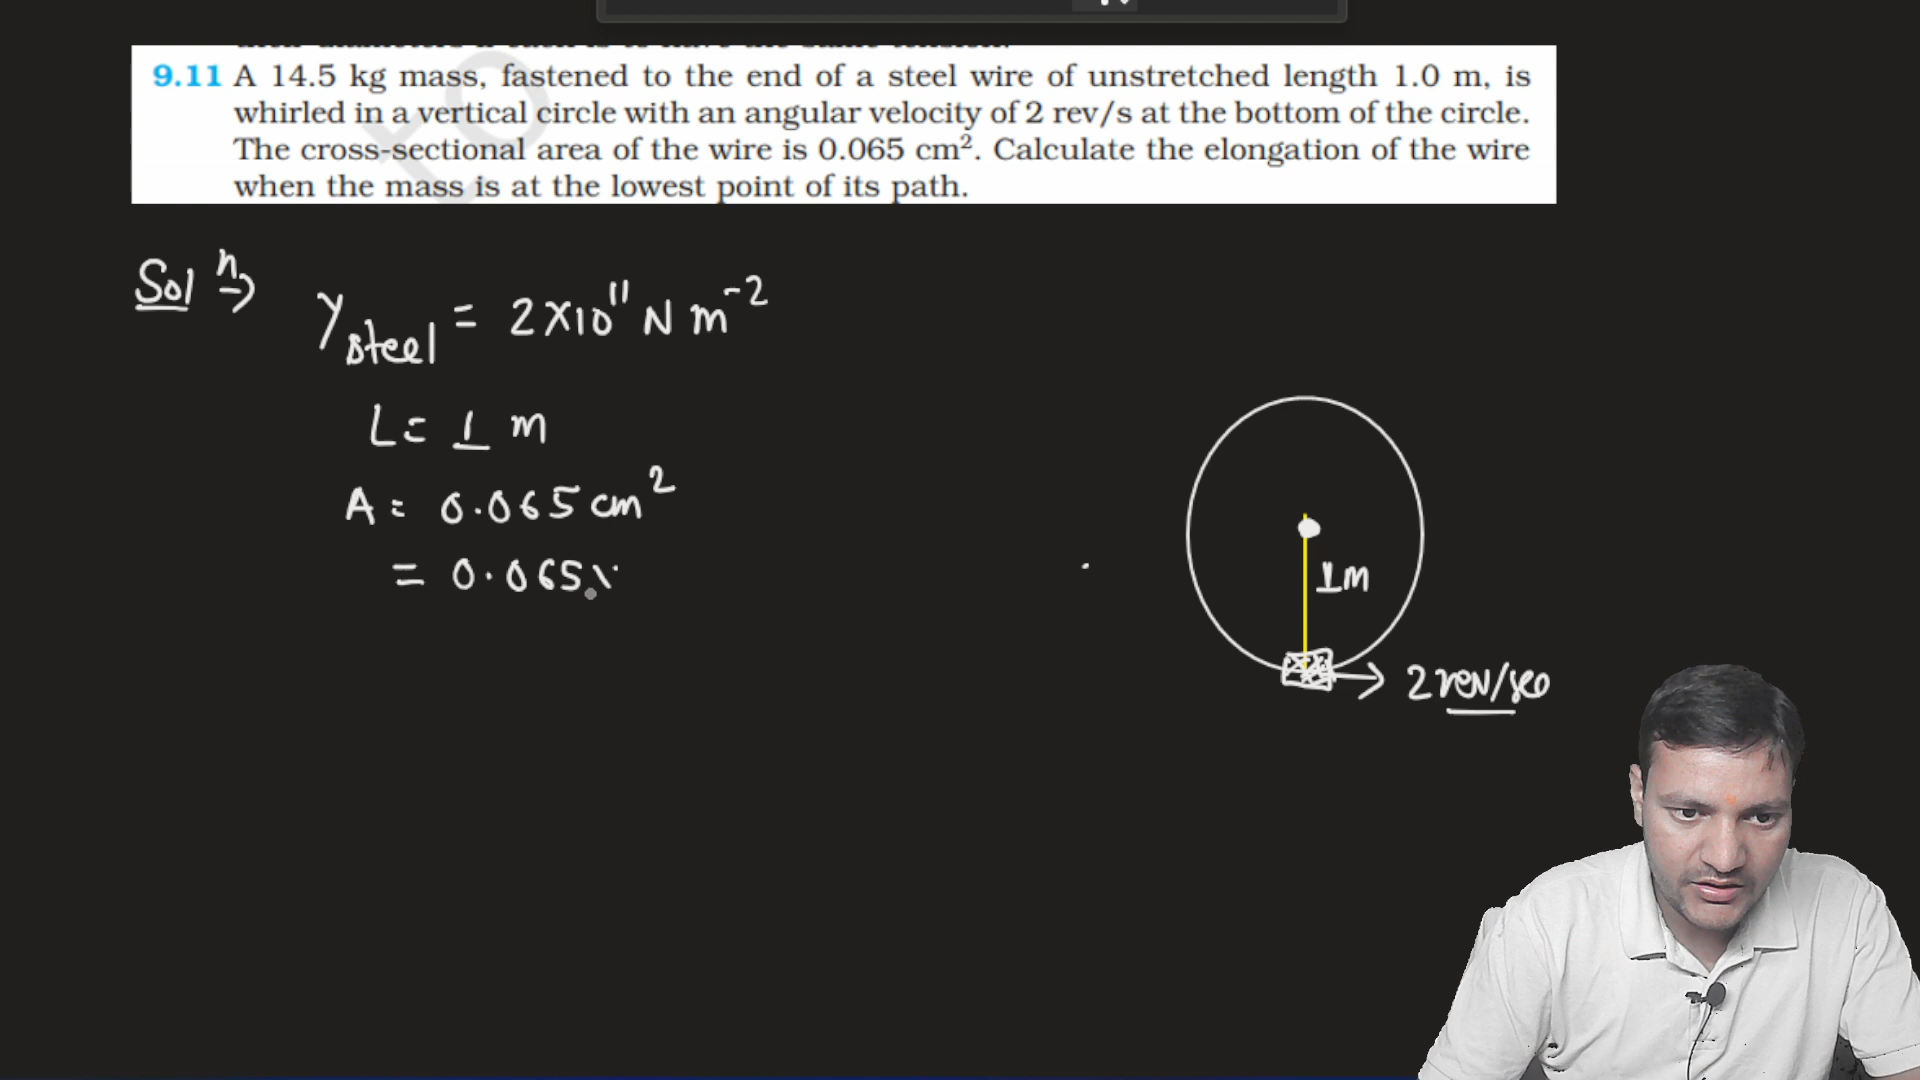 9.11 A 14.5 kg mass, fastened to the end of a steel wire of unstretched length 1.0 m, is
whirled in a vertical circle with an angular velocity of 2 rev/s at the bottom of the circle.
The cross-sectional area of the wire is 0.065 cm². Calculate the elongation of the wire
when the mass is at the lowest point of its path.
Solⁿ ⇒
Y steel = 2×10¹¹ N m⁻²
L = 1 m
A = 0.065 cm²
= 0.065
1m
2 rev/sec